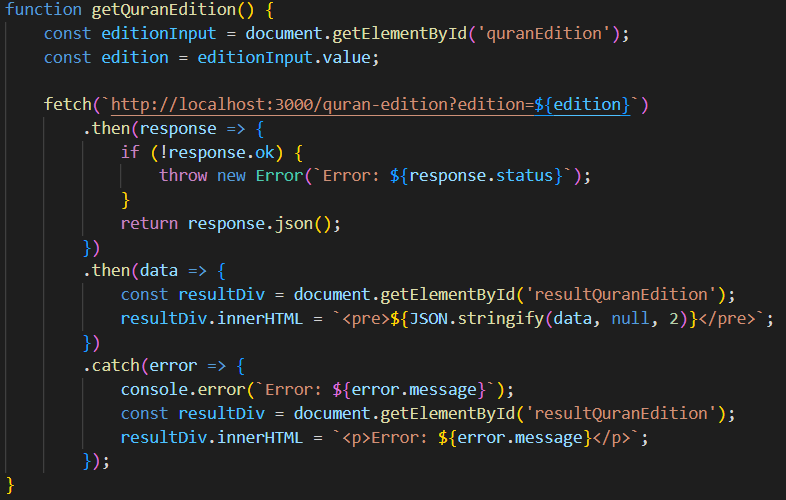 function getQuranEdition() {
    const editionInput = document.getElementById('quranEdition');
    const edition = editionInput.value;

    fetch(`http://localhost:3000/quran-edition?edition=${edition}`)
        .then(response => {
            if (!response.ok) {
                throw new Error(`Error: ${response.status}`);
            }
            return response.json();
        })
        .then(data => {
            const resultDiv = document.getElementById('resultQuranEdition');
            resultDiv.innerHTML = `<pre>${JSON.stringify(data, null, 2)}</pre>`;
        })
        .catch(error => {
            console.error(`Error: ${error.message}`);
            const resultDiv = document.getElementById('resultQuranEdition');
            resultDiv.innerHTML = `<p>Error: ${error.message}</p>`;
        });
}